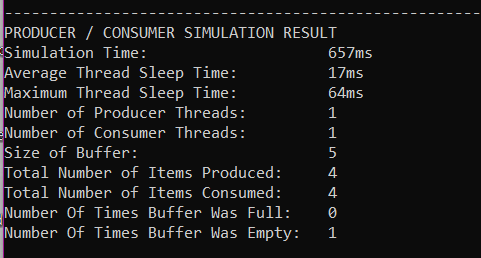 PRODUCER / CONSUMER SIMULATION RESULT
Simulation Time: 657ms
Average Thread Sleep Time: 17ms
Maximum Thread Sleep Time: 64ms
Number of Producer Threads: 1
Number of Consumer Threads: 1
Size of Buffer: 5
Total Number of Items Produced: 4
Total Number of Items Consumed: 4
Number Of Times Buffer Was Full: 0
Number Of Times Buffer Was Empty: 1